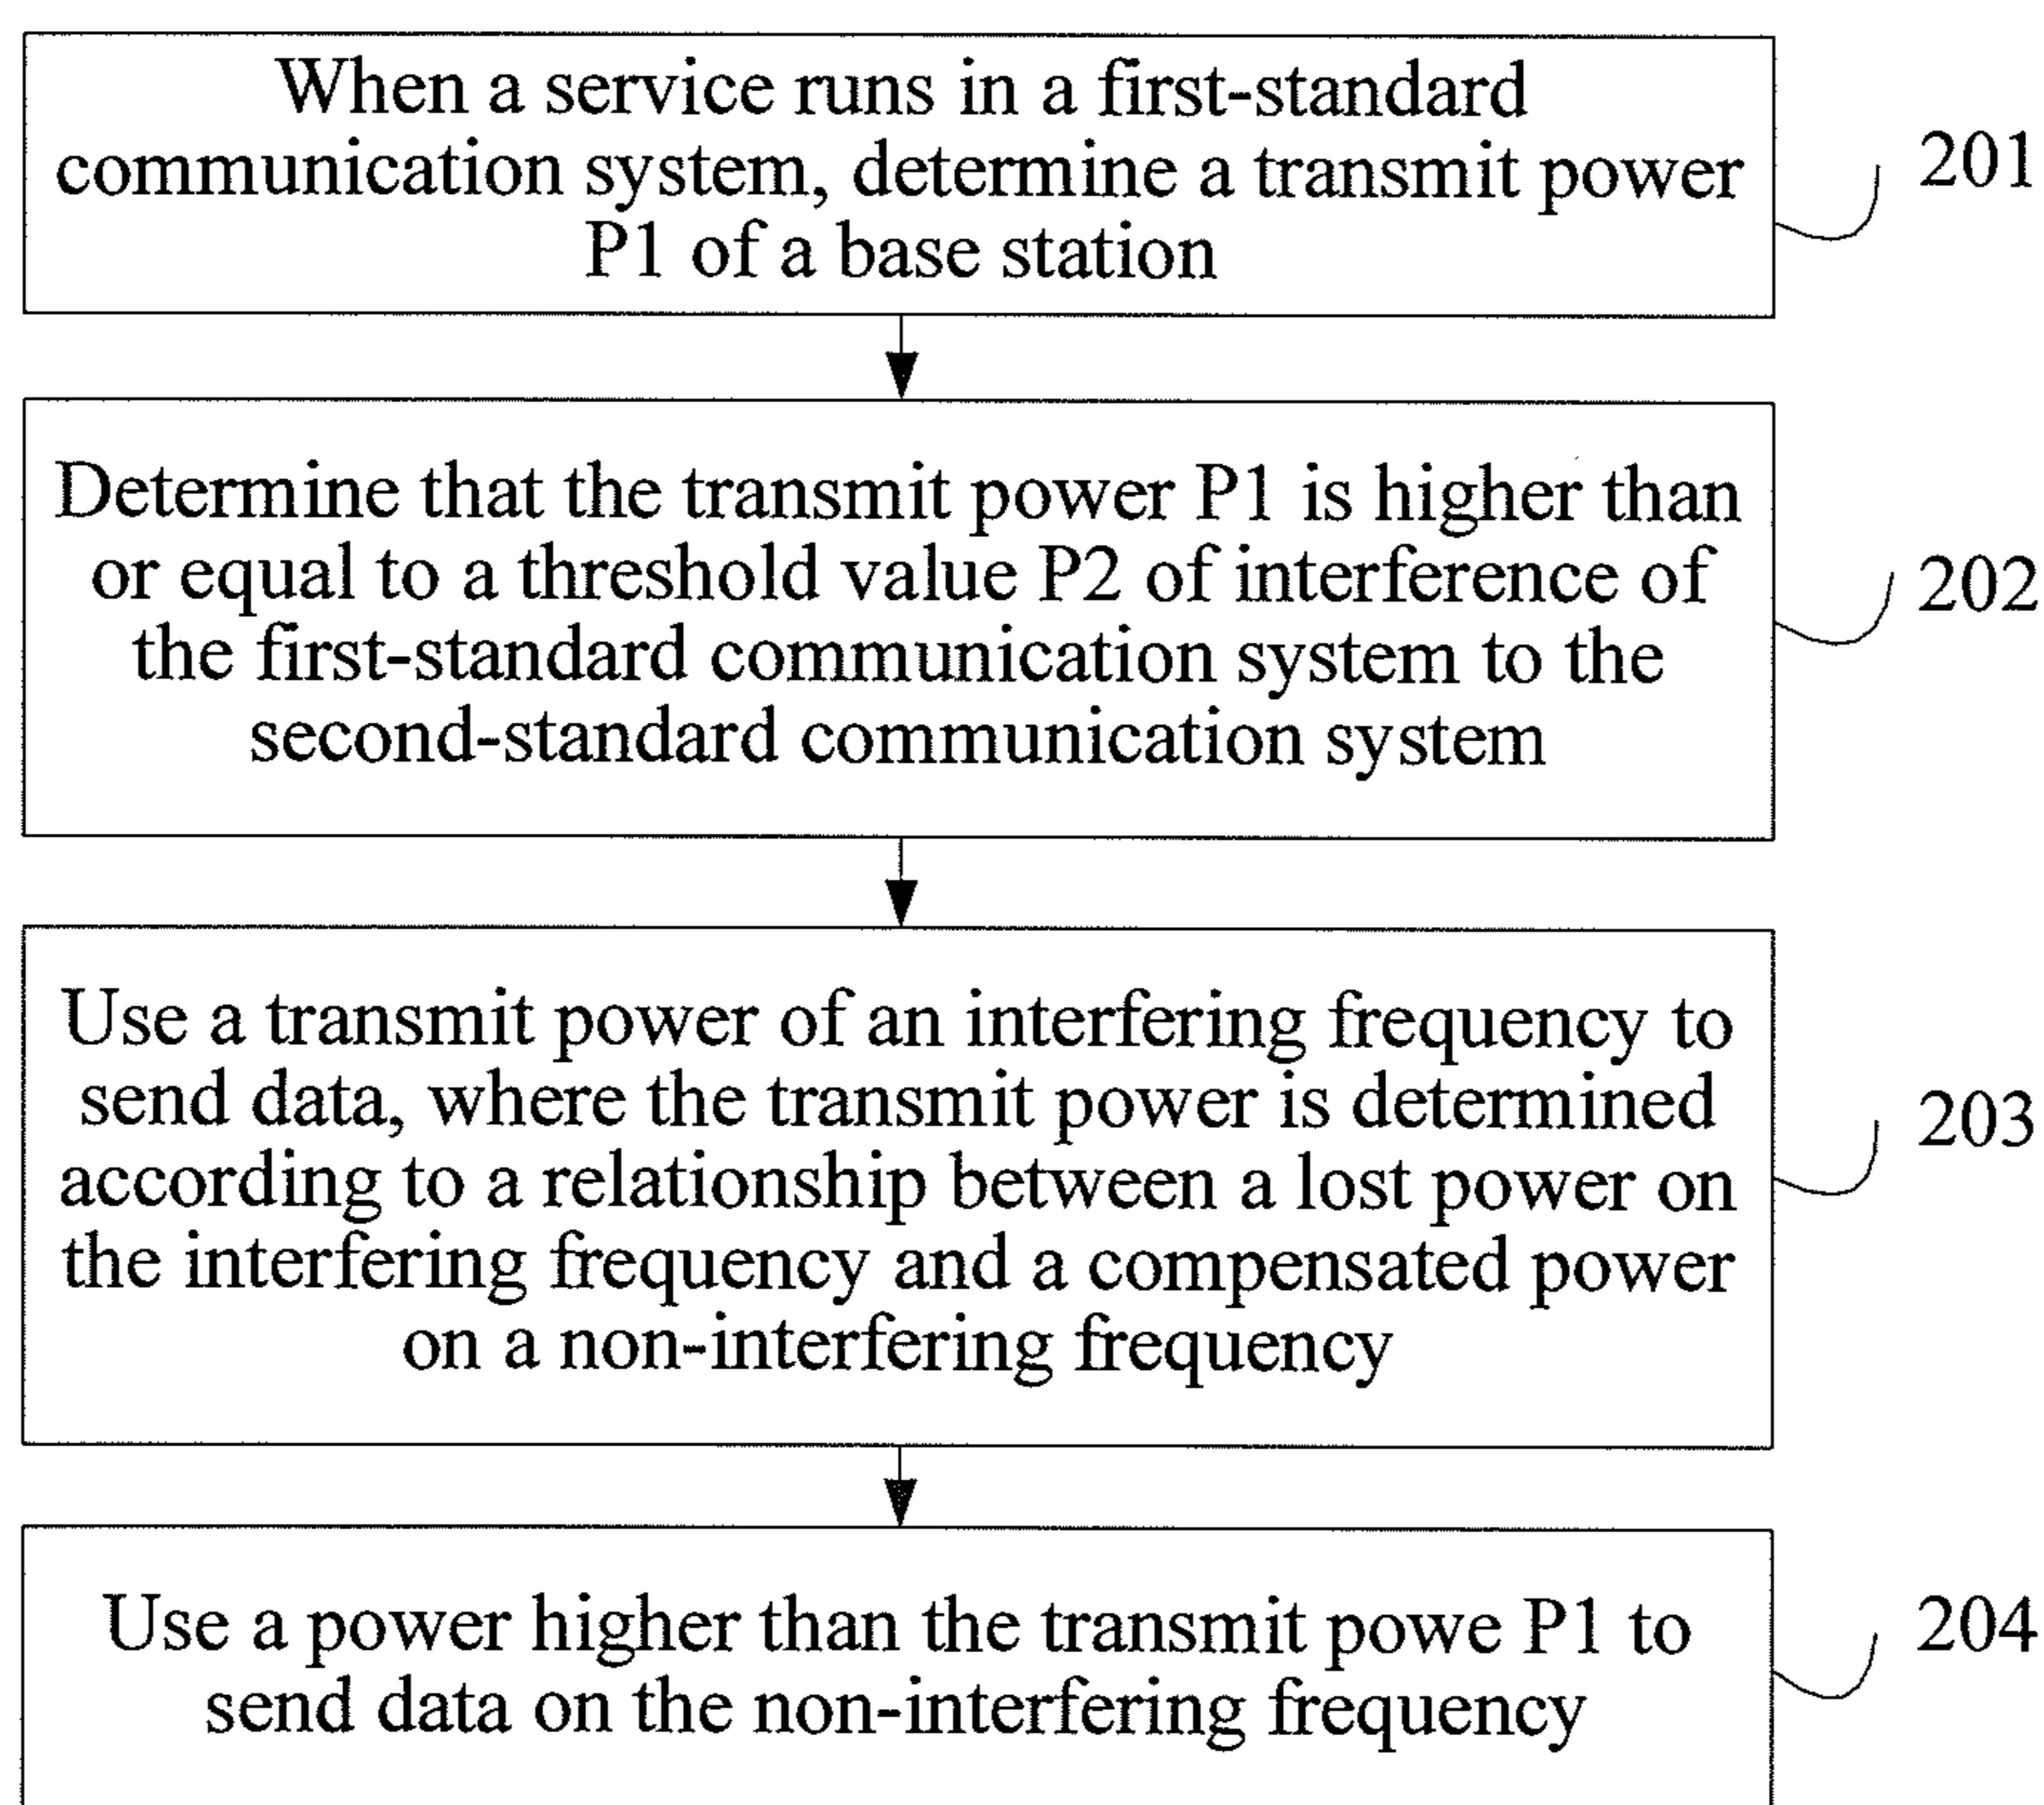 When a service runs in a first-standard
communication system, determine a transmit power
P1 of a base station
201
Determine that the transmit power P1 is higher than
or equal to a threshold value P2 of interference of
the first-standard communication system to the
second-standard communication system
202
Use a transmit power of an interfering frequency to
send data, where the transmit power is determined
according to a relationship between a lost power on
the interfering frequency and a compensated power
on a non-interfering frequency
203
Use a power higher than the transmit powe P1 to
send data on the non-interfering frequency
204